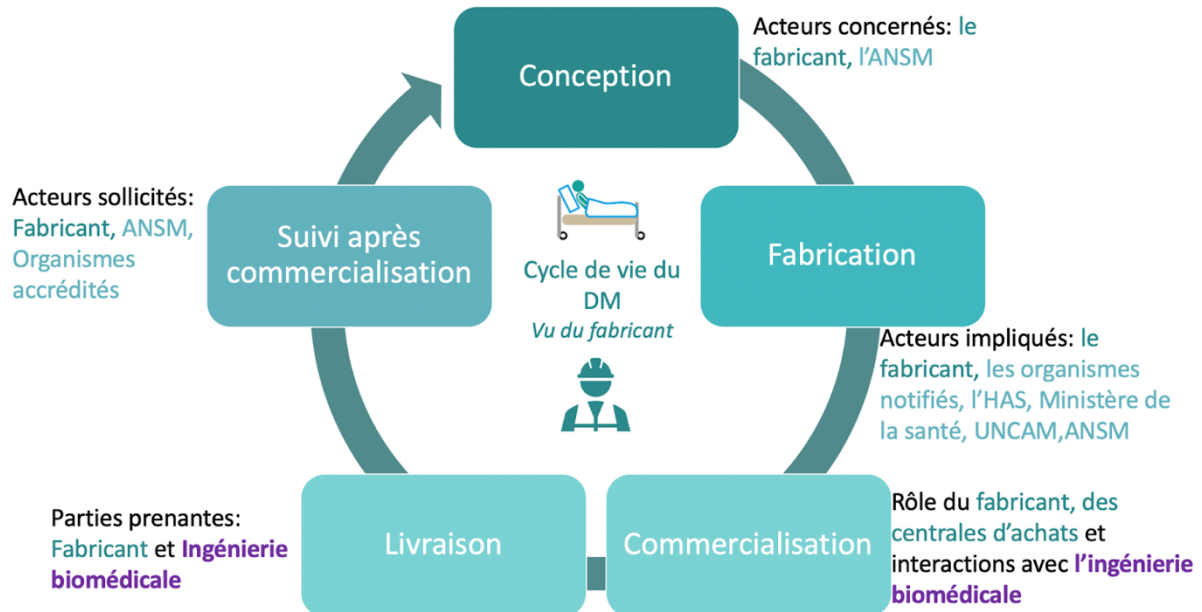 Conception
Acteurs concernés: le
fabricant, l’ANSM
Fabrication
Acteurs impliqués: le
fabricant, les organismes
notifiés, l’HAS, Ministère de
la santé, UNCAM,ANSM
Commercialisation
Rôle du fabricant, des
centrales d’achats et
interactions avec l’ingénierie
biomédicale
Livraison
Parties prenantes:
Fabricant et Ingénierie
biomédicale
Suivi après
commercialisation
Acteurs sollicités:
Fabricant, ANSM,
Organismes
accrédités
Cycle de vie du
DM
Vu du fabricant